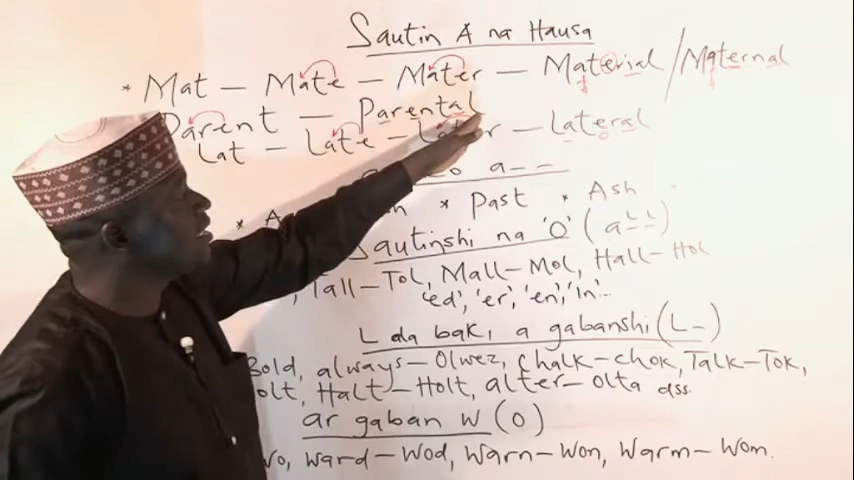 Sautin A na Hausa
* Mat – Mate – Mater – Material / Maternal
Parent – Parental
Lat – Late – Later – Lateral
a--
* A * Past * Ash
Sautinshi na 'O' (aLL)
, Tall–Tol, Mall–Mol, Hall–Hol
'ed', 'er', 'en', 'In'...
L da baki, a gabanshi (L–)
Bold, always–Olwez, chalk–chok, Talk–Tok,
olt, Halt–Holt, alter–olta dss.
ar gaban w (O)
Wo, ward–Wod, Warn–Won, Warm–Wom.